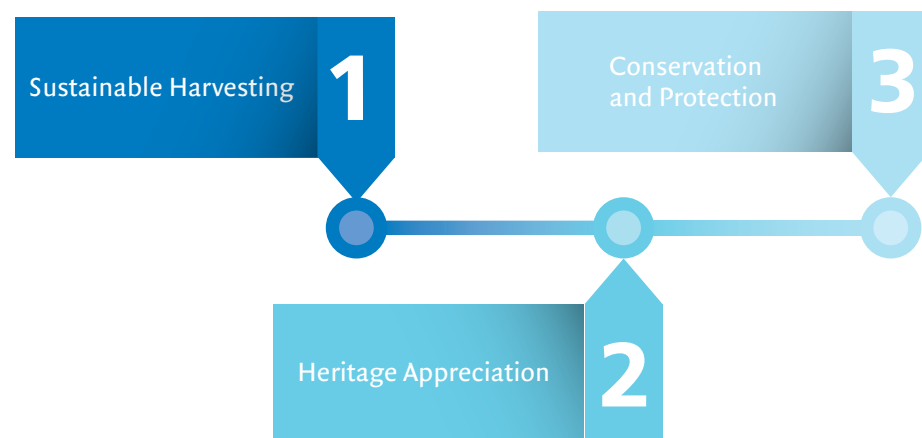 Sustainable Harvesting 1
Heritage Appreciation 2
Conservation
and Protection 3